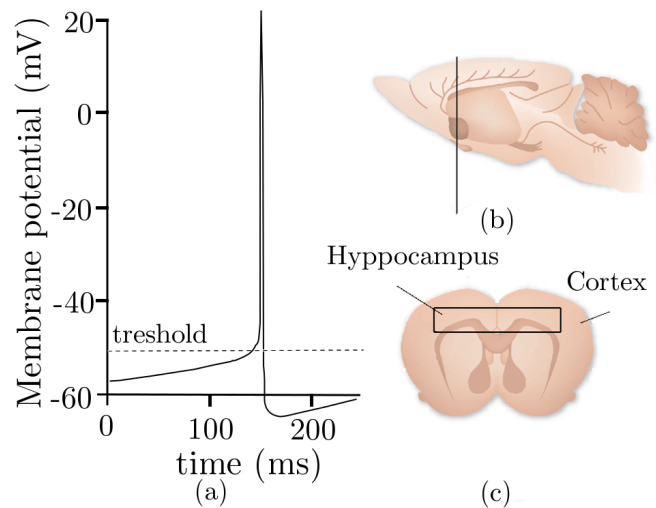 20
0
-20
-40
-60
Membrane potential (mV)
treshold
0
100
200
time (ms)
(a)
(b)
Hyppocampus
Cortex
(c)